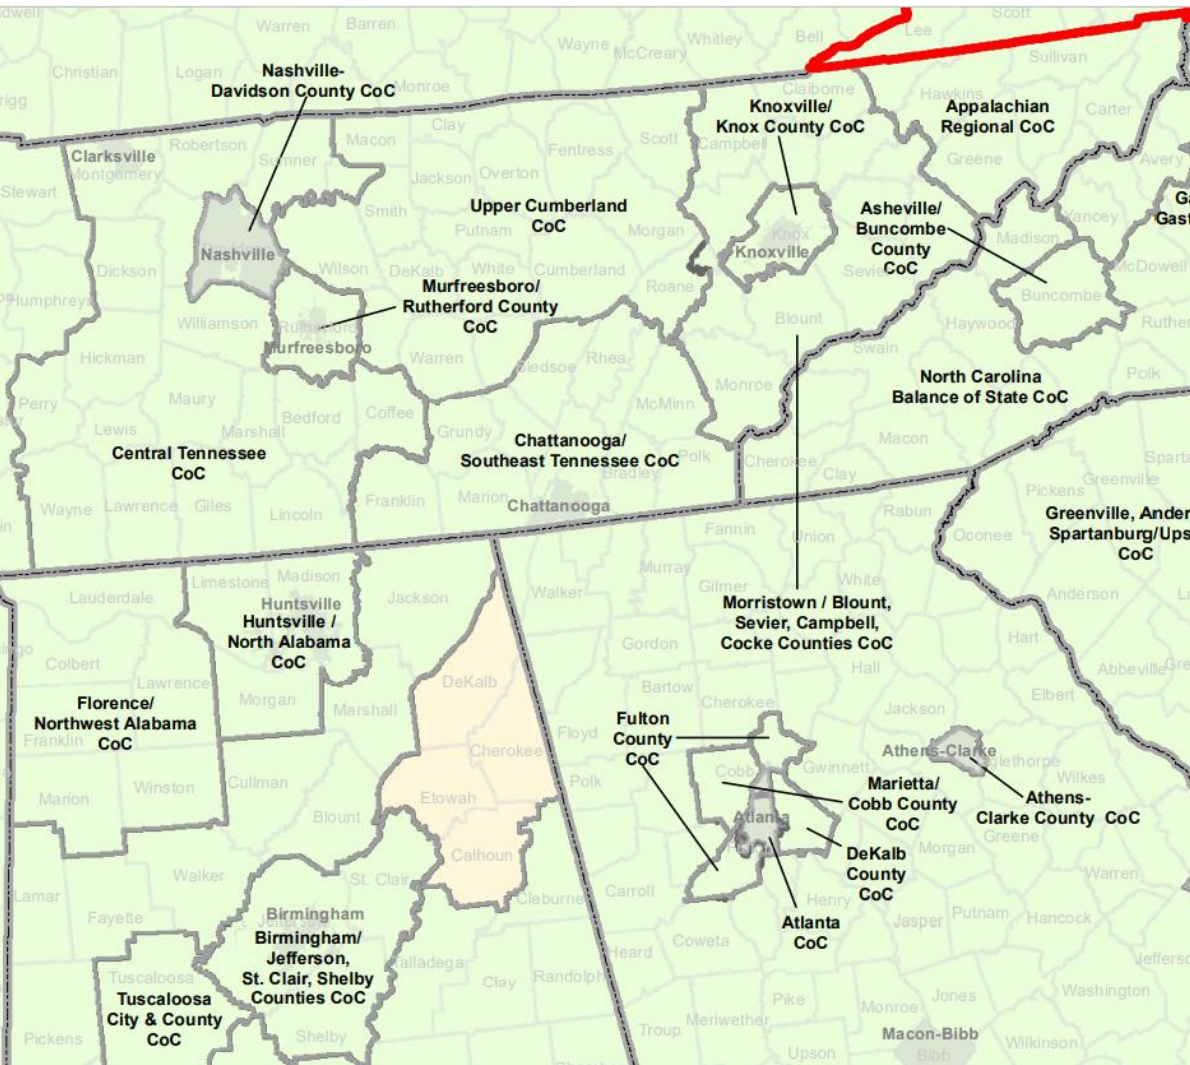 Warren
Barren
Scott
Wayne
McCreary
Whitley
Bell
Lee
Christian
Logan
Monroe
Sullivan
Nashville-
Davidson County CoC
Claiborne
Hawkins
Carter
Knoxville/
Knox County CoC
Appalachian
Regional CoC
Clay
Macon
Robertson
Sumner
Clarksville
Montgomery
Fentress
Scott
Campbell
Greene
Avery
Stewart
Jackson
Overton
Smith
Upper Cumberland
CoC
Putnam
Morgan
Asheville/
Buncombe
County
CoC
Yancey
Madison
Ga
Gast
Nashville
Knox
Knoxville
Dickson
Wilson
DeKalb
White
Cumberland
Sevier
McDowell
Humphreys
Murfreesboro/
Rutherford County
CoC
Roane
Buncombe
Williamson
Rutherford
Murfreesboro
Blount
Haywood
Ruther
Hickman
Warren
Bledsoe
Rhea
Swain
Polk
Monroe
North Carolina
Balance of State CoC
Perry
Maury
Bedford
Coffee
McMinn
Lewis
Marshall
Grundy
Macon
Central Tennessee
CoC
Chattanooga/
Southeast Tennessee CoC
Polk
Bradley
Cherokee
Clay
Sparta
Greenville
Wayne
Lawrence
Giles
Lincoln
Franklin
Marion
Chattanooga
Rabun
Pickens
Greenville, Ander
Spartanburg/Ups
CoC
Fannin
Union
Oconee
Limestone
Madison
Murray
Gilmer
White
Lauderdale
Huntsville
Jackson
Walker
Anderson
Huntsville /
North Alabama
CoC
Morristown / Blount,
Sevier, Campbell,
Cocke Counties CoC
Gordon
Hart
Colbert
Lawrence
DeKalb
Hall
Abbeville
Gre
Morgan
Marshall
Bartow
Cherokee
Elbert
Florence/
Northwest Alabama
CoC
Franklin
Jackson
Fulton
County
CoC
Floyd
Cherokee
Athens-Clarke
Oglethorpe
Cobb
Gwinnett
Wilkes
Winston
Cullman
Polk
Marietta/
Cobb County
CoC
Athens-
Clarke County CoC
Marion
Etowah
Blount
Atlanta
Greene
Calhoun
DeKalb
County
CoC
Morgan
Walker
St. Clair
Warren
Lamar
Cleburne
Carroll
Henry
Fayette
Birmingham
Jefferson
Atlanta
CoC
Jasper
Putnam
Hancock
Birmingham/
Jefferson,
St. Clair, Shelby
Counties CoC
Coweta
Heard
Talladega
Jefferso
Tuscaloosa
Clay
Randolph
Tuscaloosa
City & County
CoC
Pike
Monroe
Jones
Washington
Meriwether
Troup
Pickens
Shelby
Macon-Bibb
Bibb
Wilkinson
Upson